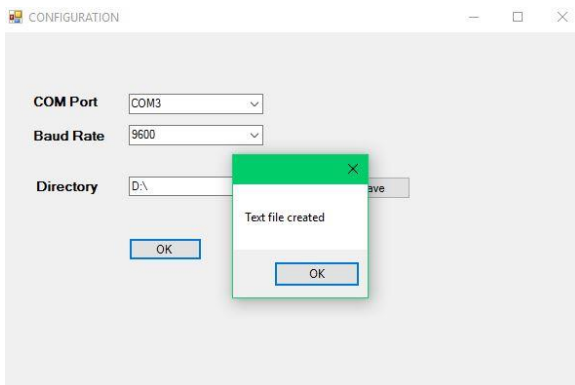 CONFIGURATION
COM Port
COM3
Baud Rate
9600
Directory
D:\
ave
Text file created
OK
OK